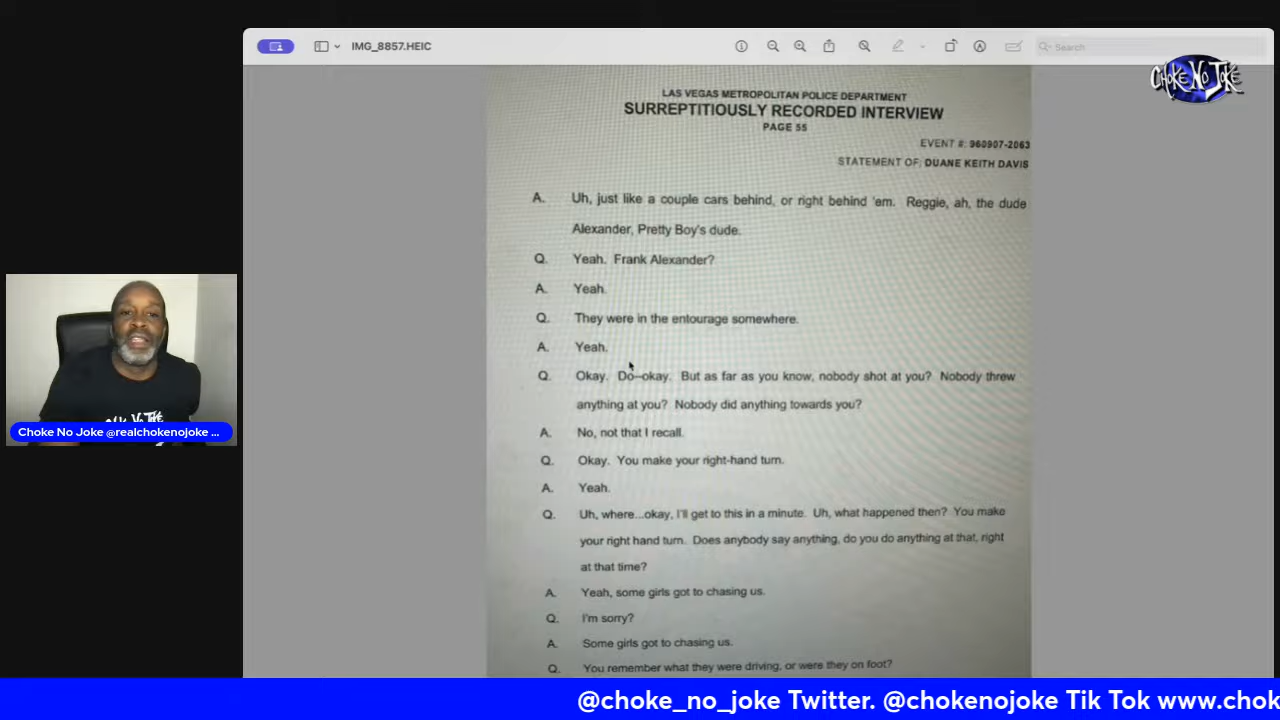 IMG_8857.HEIC
Search
CHOKE NO JOKE
LAS VEGAS METROPOLITAN POLICE DEPARTMENT
SURREPTITIOUSLY RECORDED INTERVIEW
PAGE 55
EVENT #: 960907-2063
STATEMENT OF: DUANE KEITH DAVIS
A. Uh, just like a couple cars behind, or right behind 'em. Reggie, ah, the dude
Alexander, Pretty Boy's dude.
Q. Yeah. Frank Alexander?
A. Yeah.
Q. They were in the entourage somewhere.
A. Yeah.
Q. Okay. Do--okay. But as far as you know, nobody shot at you? Nobody threw
anything at you? Nobody did anything towards you?
A. No, not that I recall.
Q. Okay. You make your right-hand turn.
A. Yeah.
Q. Uh, where...okay, I'll get to this in a minute. Uh, what happened then? You make
your right hand turn. Does anybody say anything, do you do anything at that, right
at that time?
A. Yeah, some girls got to chasing us.
Q. I'm sorry?
A. Some girls got to chasing us.
Q. You remember what they were driving, or were they on foot?
Choke No Joke @realchokenojoke ...
@choke_no_joke Twitter. @chokenojoke Tik Tok www.chok